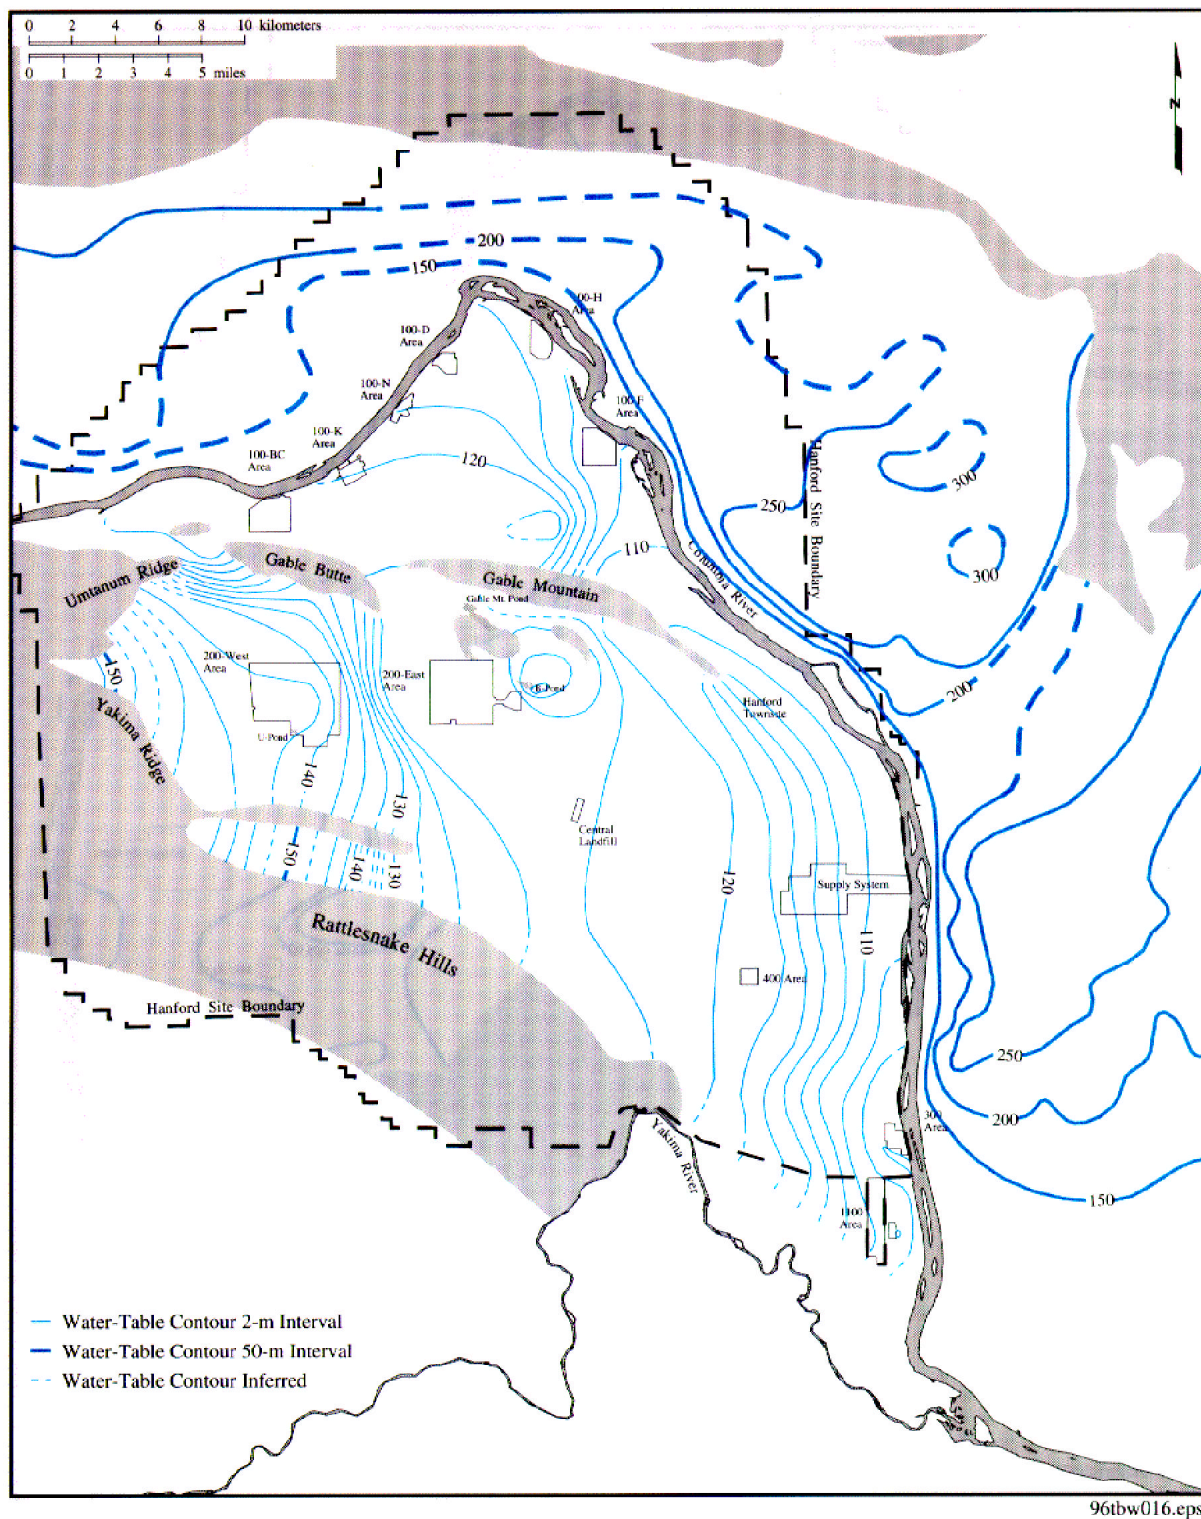 0 2 4 6 8 10 kilometers
0 1 2 3 4 5 miles
N
200
150
00-H
Area
100-D
Area
100-N
Area
100-F
Area
100-K
Area
100-BC
Area
120
300
250
Hanford Site Boundary
110
300
Columbia River
Umtanum Ridge
Gable Butte
Gable Mountain
Gable Mt. Pond
200-West
Area
200-East
Area
150
B-Pond
200
Hanford
Townsite
Yakima Ridge
U-Pond
140
130
Central
Landfill
150
140
130
120
Supply System
110
Rattlesnake Hills
400 Area
Hanford Site Boundary
250
300
Area
200
Yakima River
150
1100
Area
Water-Table Contour 2-m Interval
Water-Table Contour 50-m Interval
Water-Table Contour Inferred
96tbw016.eps